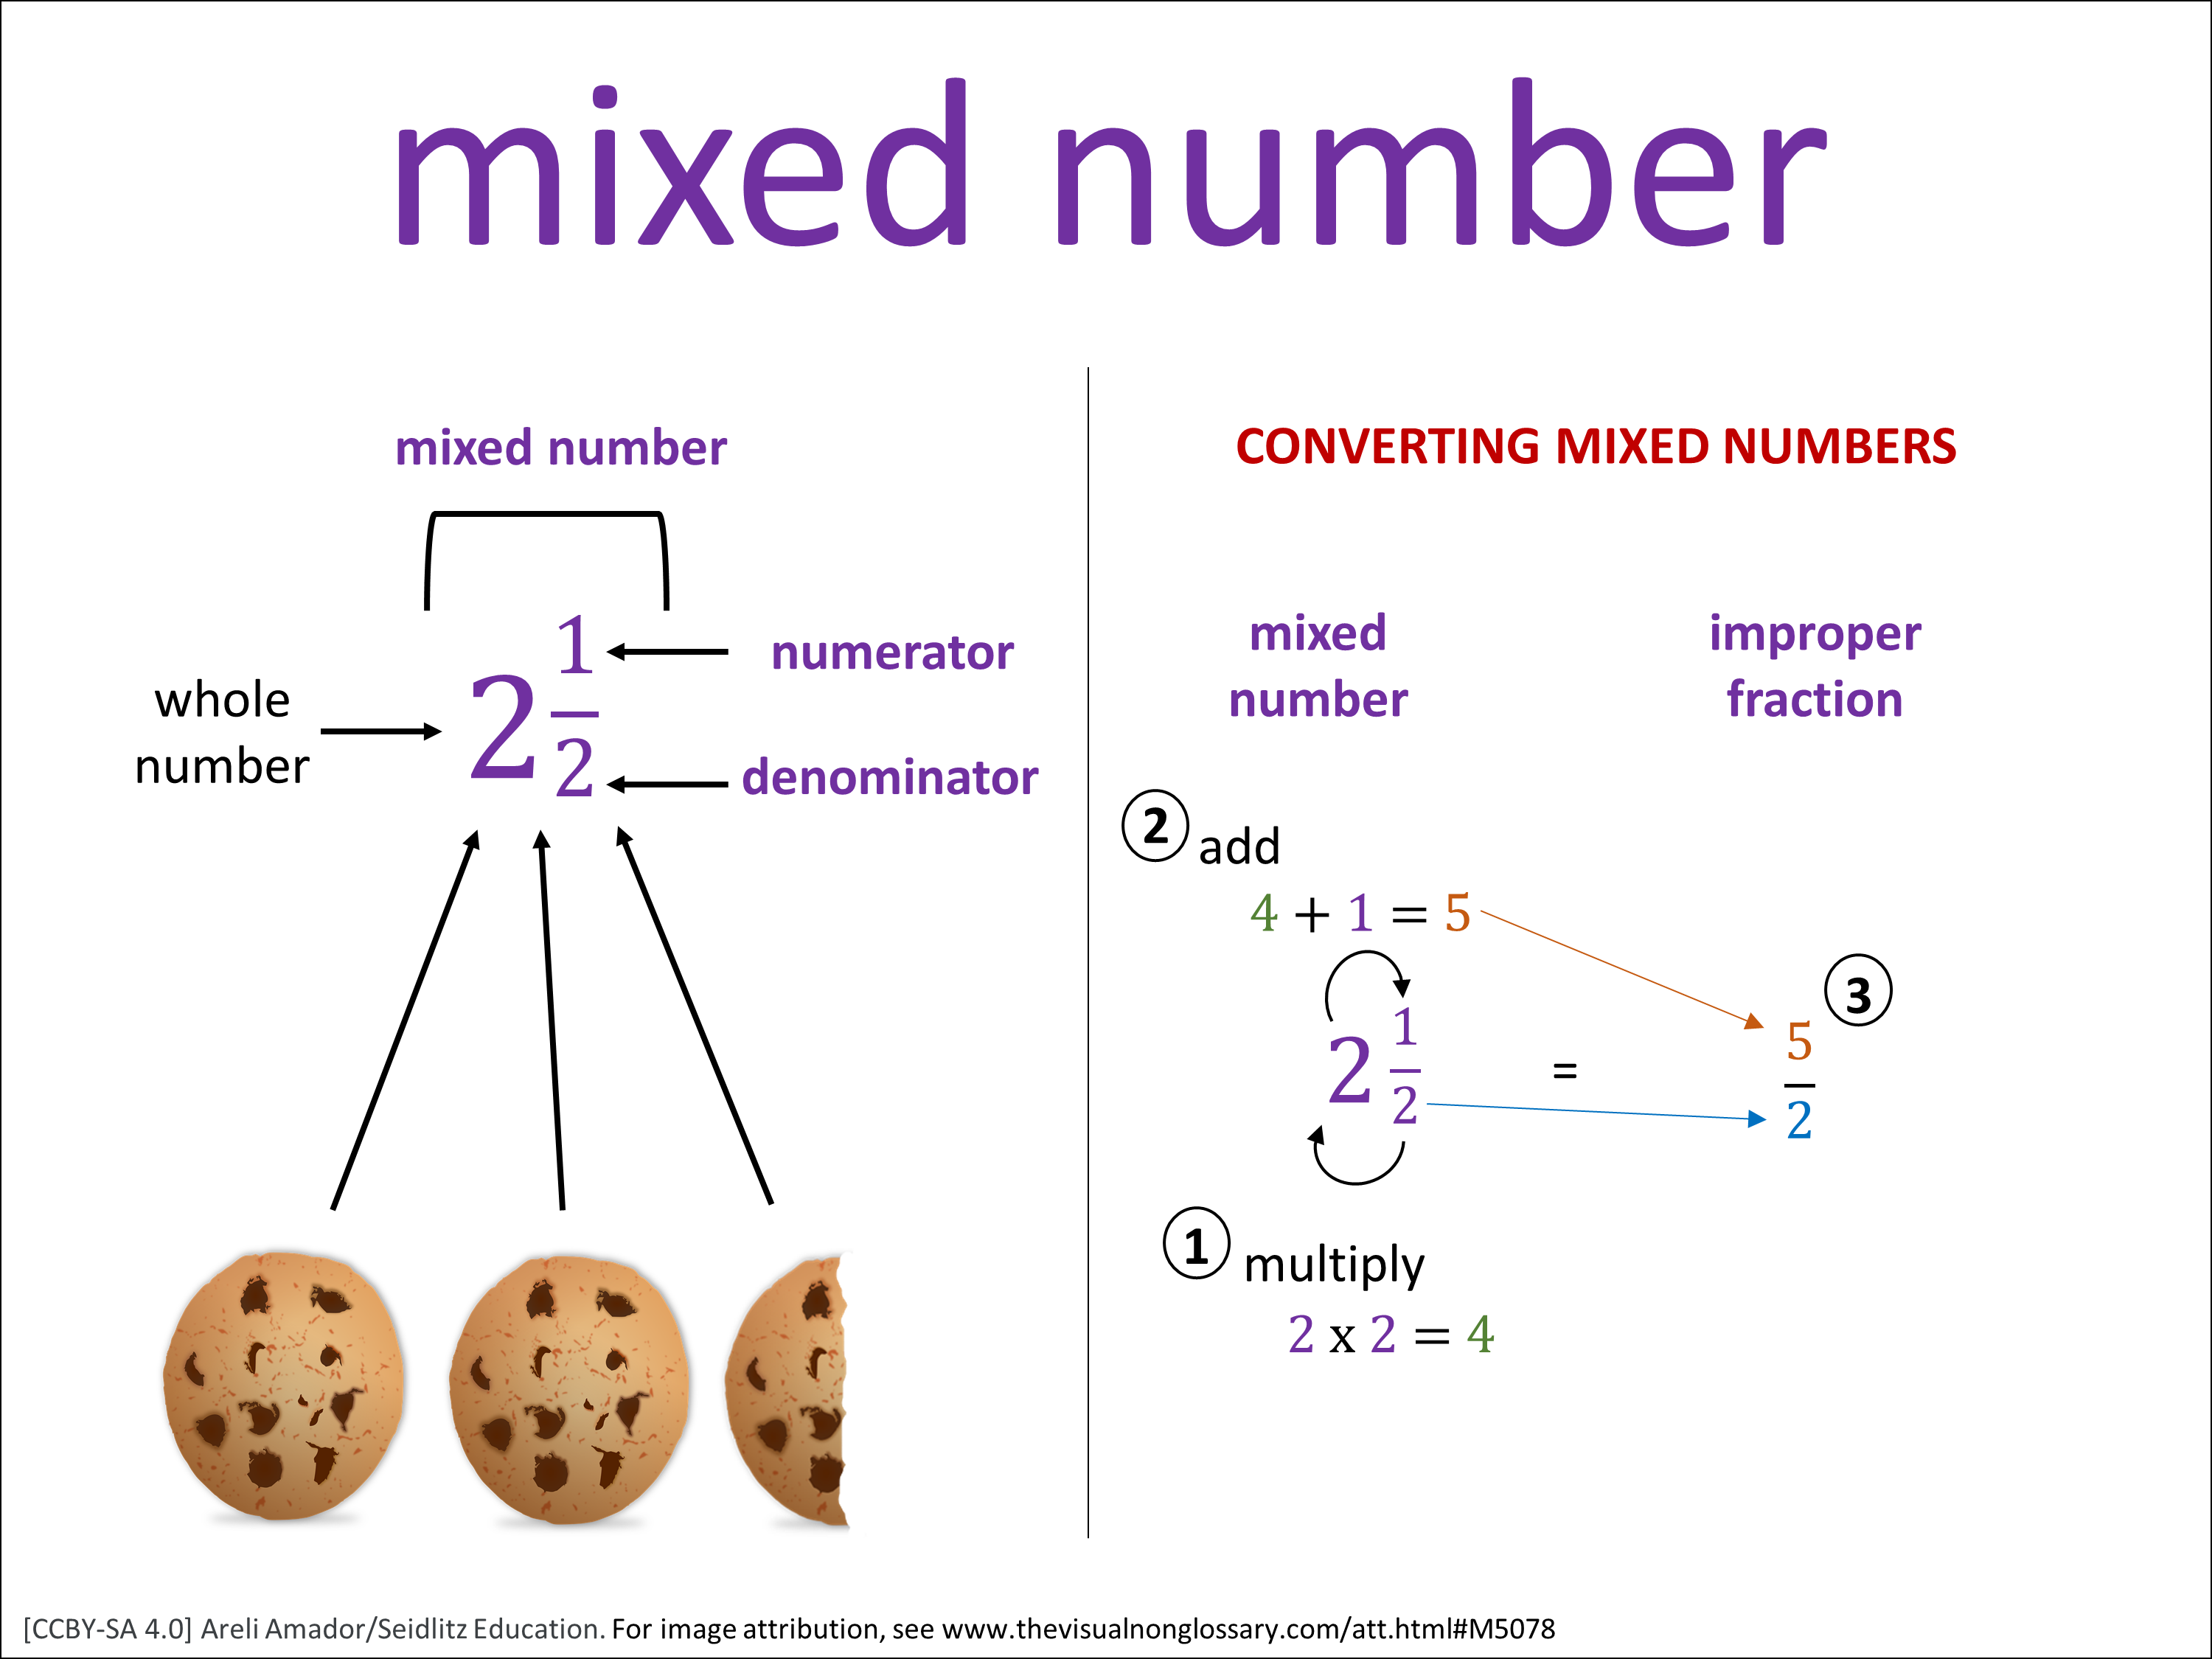 mixed number
mixed number
whole
number
2 1/2
numerator
denominator
CONVERTING MIXED NUMBERS
mixed
number
improper
fraction
2 add
4 + 1 = 5
2 1/2 = 5/2
3
1 multiply
2 x 2 = 4
[CCBY-SA 4.0] Areli Amador/Seidlitz Education. For image attribution, see www.thevisualnonglossary.com/att.html#M5078